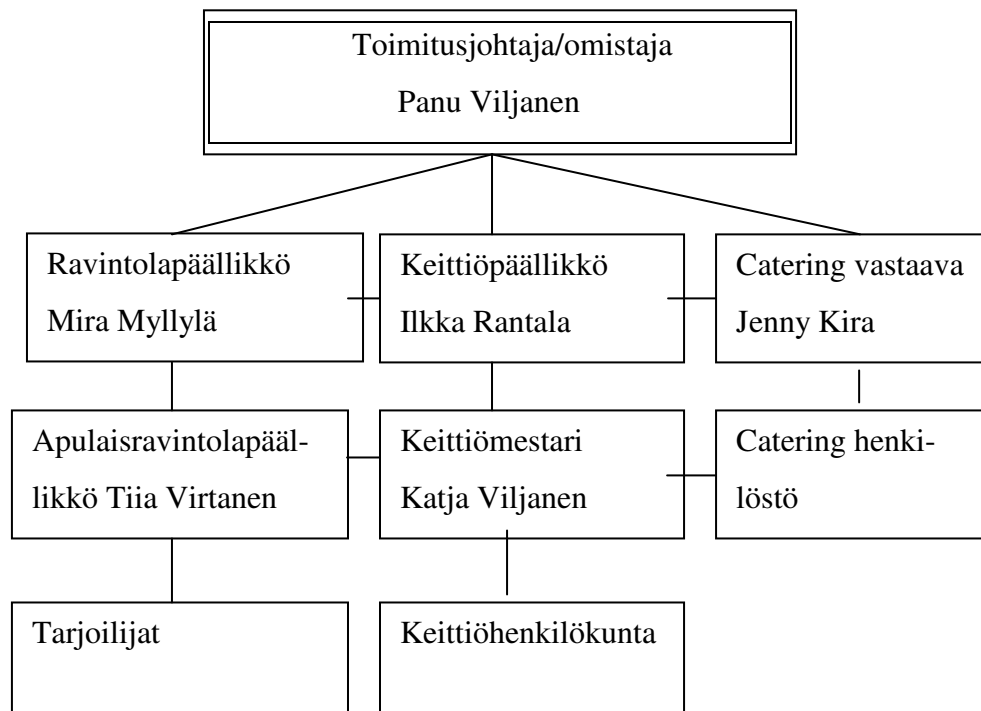 Toimitusjohtaja/omistaja
Panu Viljanen
Ravintolapäällikkö
Mira Myllylä
Keittiöpäällikkö
Ilkka Rantala
Catering vastaava
Jenny Kira
Apulaisravintolapääl-
likkö Tiia Virtanen
Keittiömestari
Katja Viljanen
Catering henki-
löstö
Tarjoilijat
Keittiöhenkilökunta